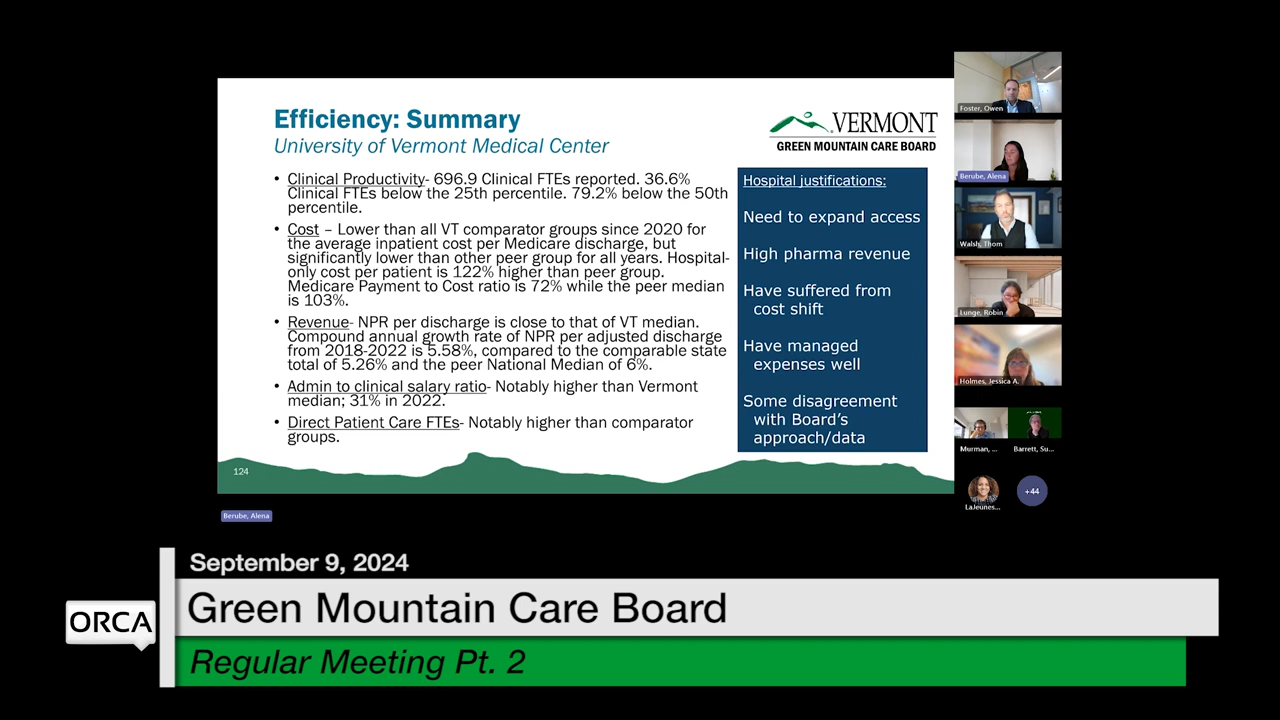 Efficiency: Summary
University of Vermont Medical Center
VERMONT
GREEN MOUNTAIN CARE BOARD
• Clinical Productivity- 696.9 Clinical FTEs reported. 36.6%
Clinical FTEs below the 25th percentile. 79.2% below the 50th
percentile.
• Cost – Lower than all VT comparator groups since 2020 for
the average inpatient cost per Medicare discharge, but
significantly lower than other peer group for all years. Hospital-
only cost per patient is 122% higher than peer group.
Medicare Payment to Cost ratio is 72% while the peer median
is 103%.
• Revenue- NPR per discharge is close to that of VT median.
Compound annual growth rate of NPR per adjusted discharge
from 2018-2022 is 5.58%, compared to the comparable state
total of 5.26% and the peer National Median of 6%.
• Admin to clinical salary ratio- Notably higher than Vermont
median; 31% in 2022.
• Direct Patient Care FTEs- Notably higher than comparator
groups.
Hospital justifications:
Need to expand access
High pharma revenue
Have suffered from
cost shift
Have managed
expenses well
Some disagreement
with Board's
approach/data
124
Foster, Owen
Berube, Alena
Walsh, Thom
Lunge, Robin
Holmes, Jessica A.
Murman, ...
Barrett, Su...
LaJeunes...
+44
Berube, Alena
September 9, 2024
ORCA
Green Mountain Care Board
Regular Meeting Pt. 2